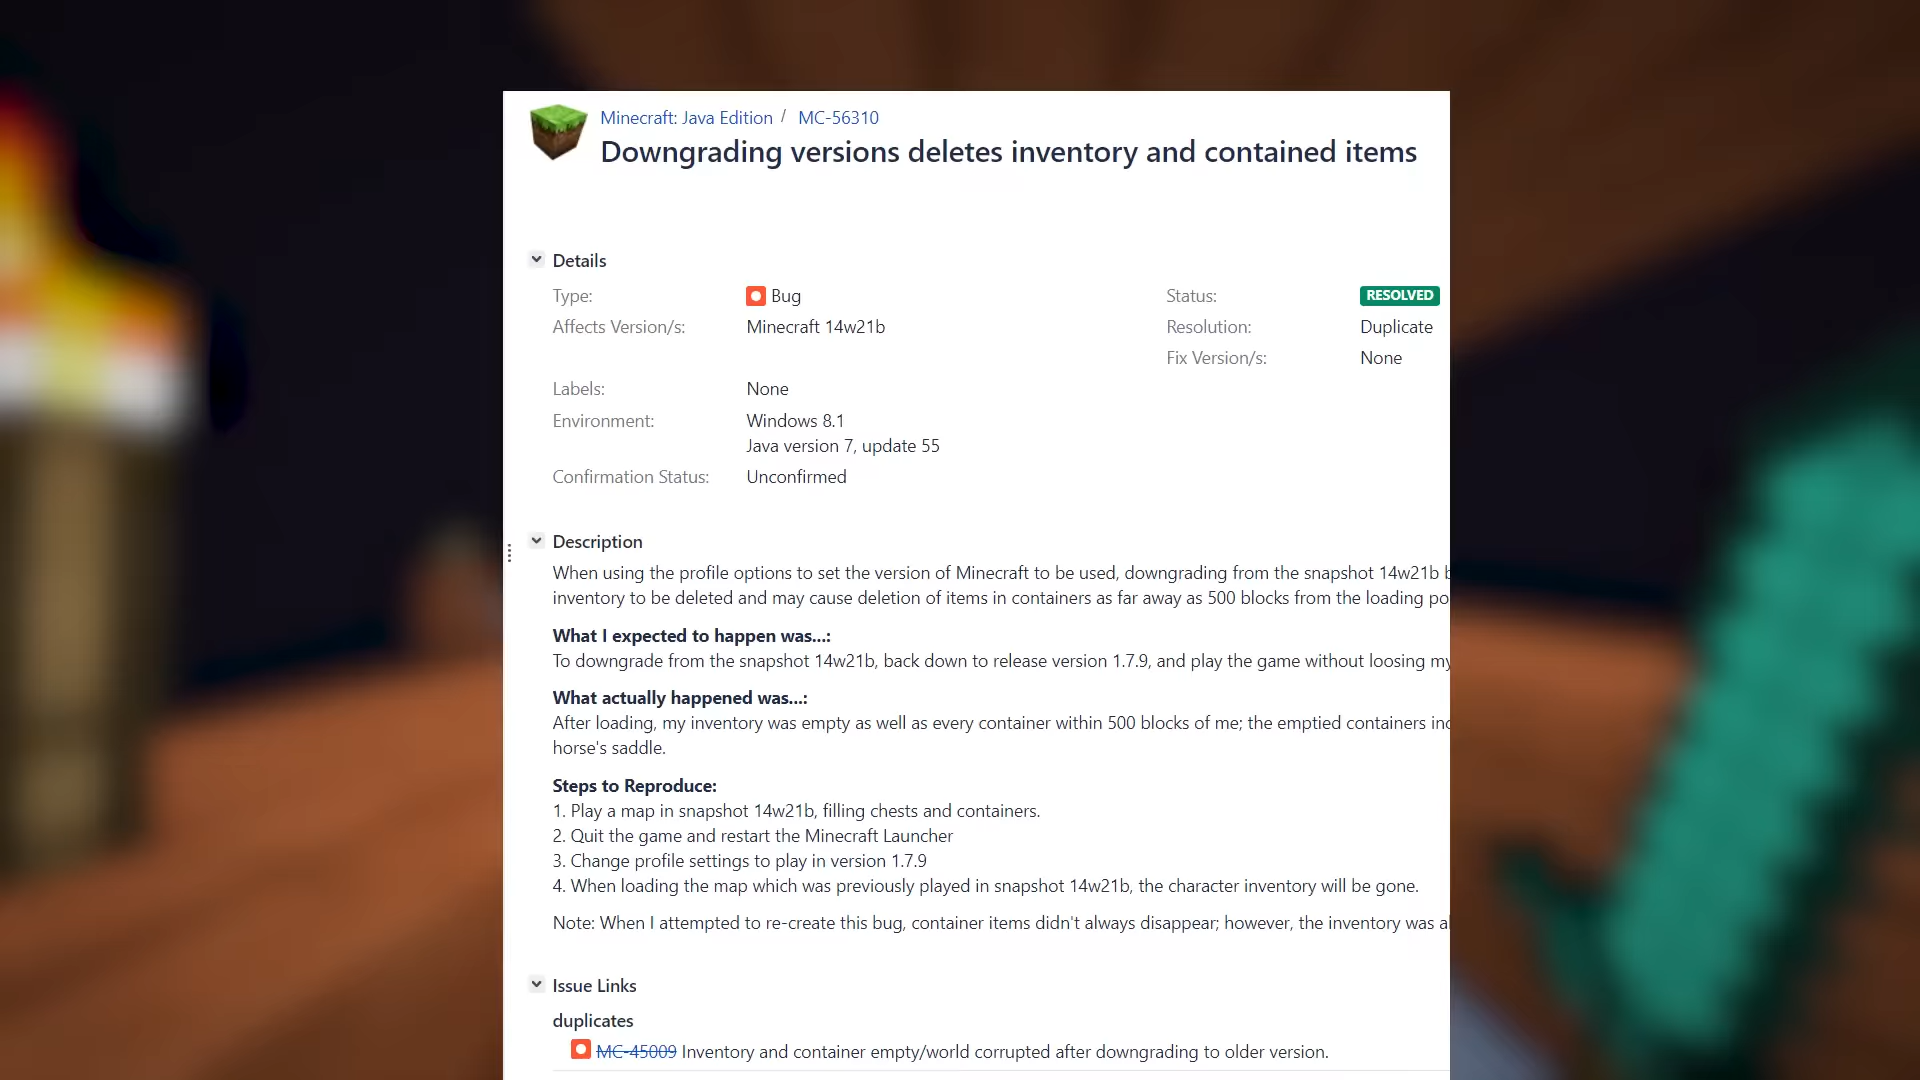 Minecraft: Java Edition / MC-56310
Downgrading versions deletes inventory and contained items
Details
Type: Bug Status: RESOLVED
Affects Version/s: Minecraft 14w21b Resolution: Duplicate
Fix Version/s: None
Labels: None
Environment: Windows 8.1
Java version 7, update 55
Confirmation Status: Unconfirmed
Description
When using the profile options to set the version of Minecraft to be used, downgrading from the snapshot 14w21b
inventory to be deleted and may cause deletion of items in containers as far away as 500 blocks from the loading
What I expected to happen was...:
To downgrade from the snapshot 14w21b, back down to release version 1.7.9, and play the game without loosing my
What actually happened was...:
After loading, my inventory was empty as well as every container within 500 blocks of me; the emptied containers
horse's saddle.
Steps to Reproduce:
1. Play a map in snapshot 14w21b, filling chests and containers.
2. Quit the game and restart the Minecraft Launcher
3. Change profile settings to play in version 1.7.9
4. When loading the map which was previously played in snapshot 14w21b, the character inventory will be gone.
Note: When I attempted to re-create this bug, container items didn't always disappear; however, the inventory was
Issue Links
duplicates
MC-45009 Inventory and container empty/world corrupted after downgrading to older version.